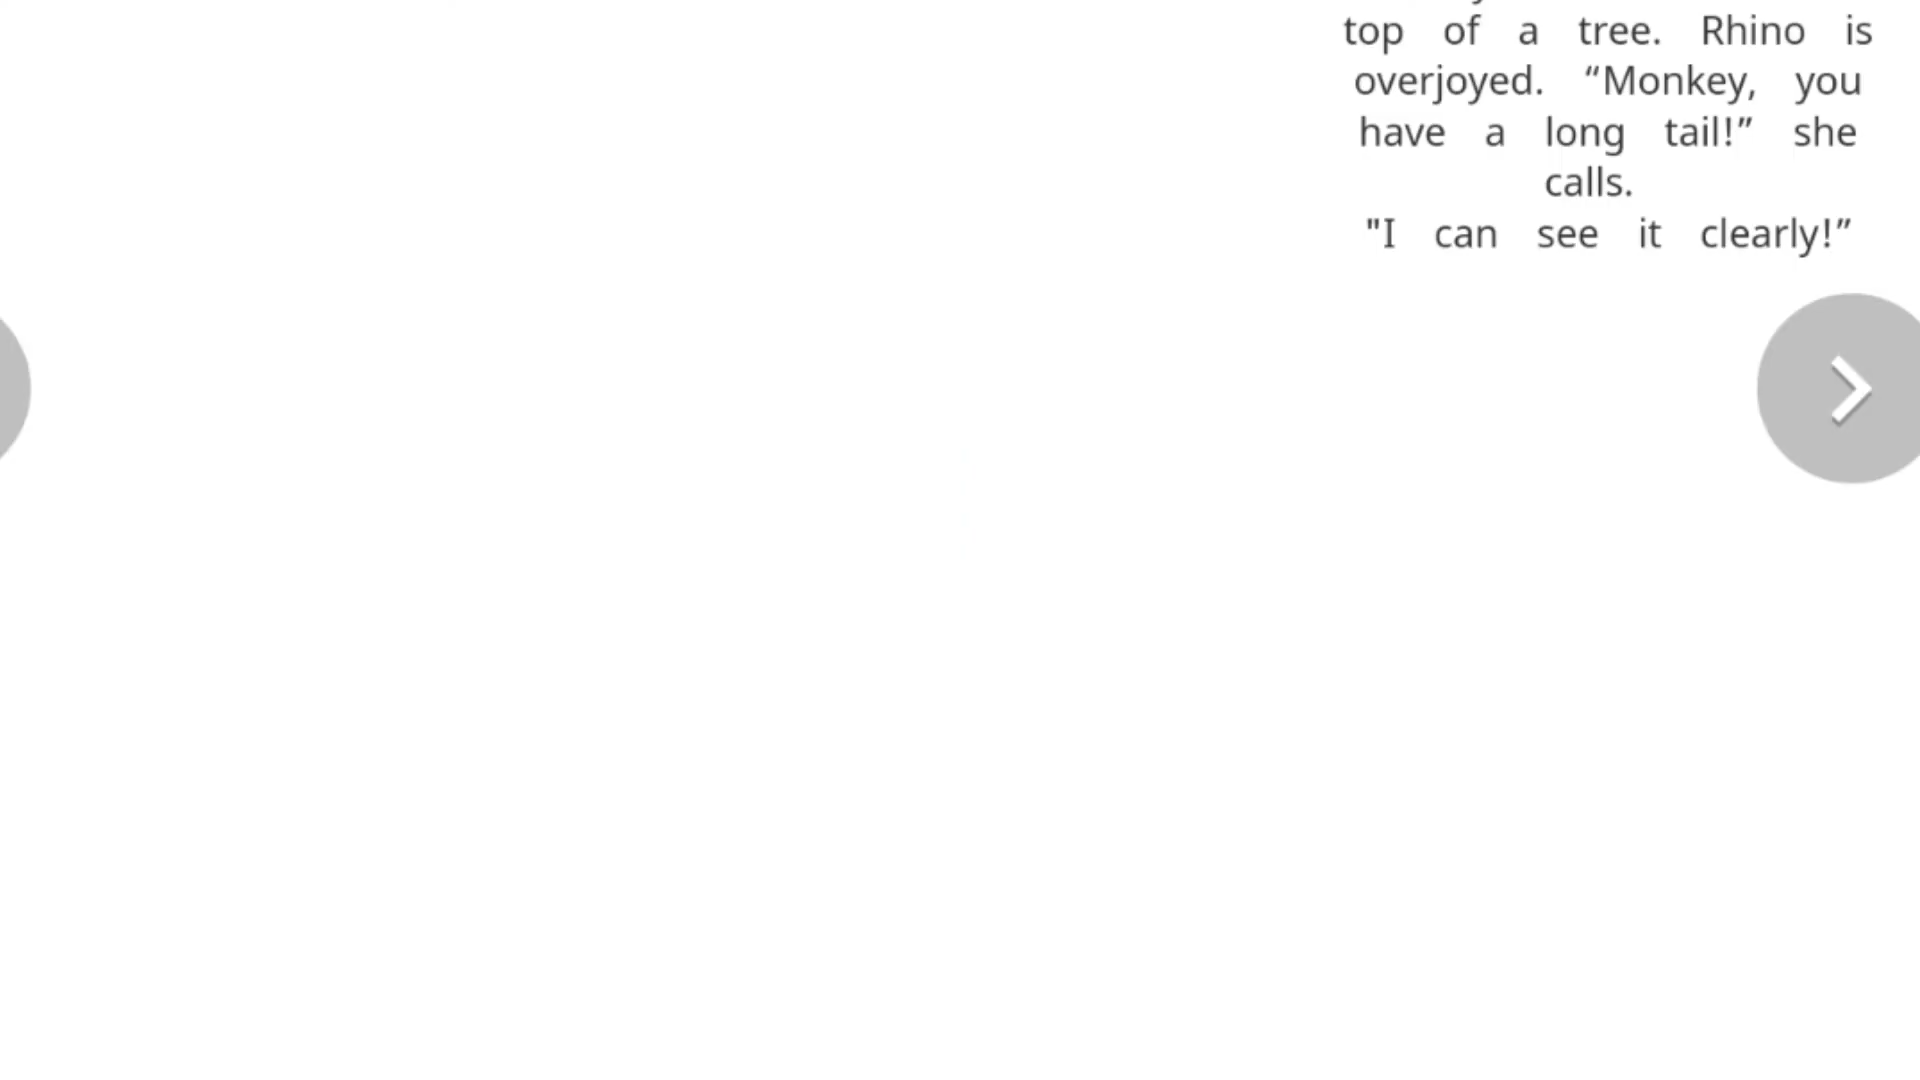 top of a tree. Rhino is
overjoyed. “Monkey, you
have a long tail!” she
calls.
"I can see it clearly!”